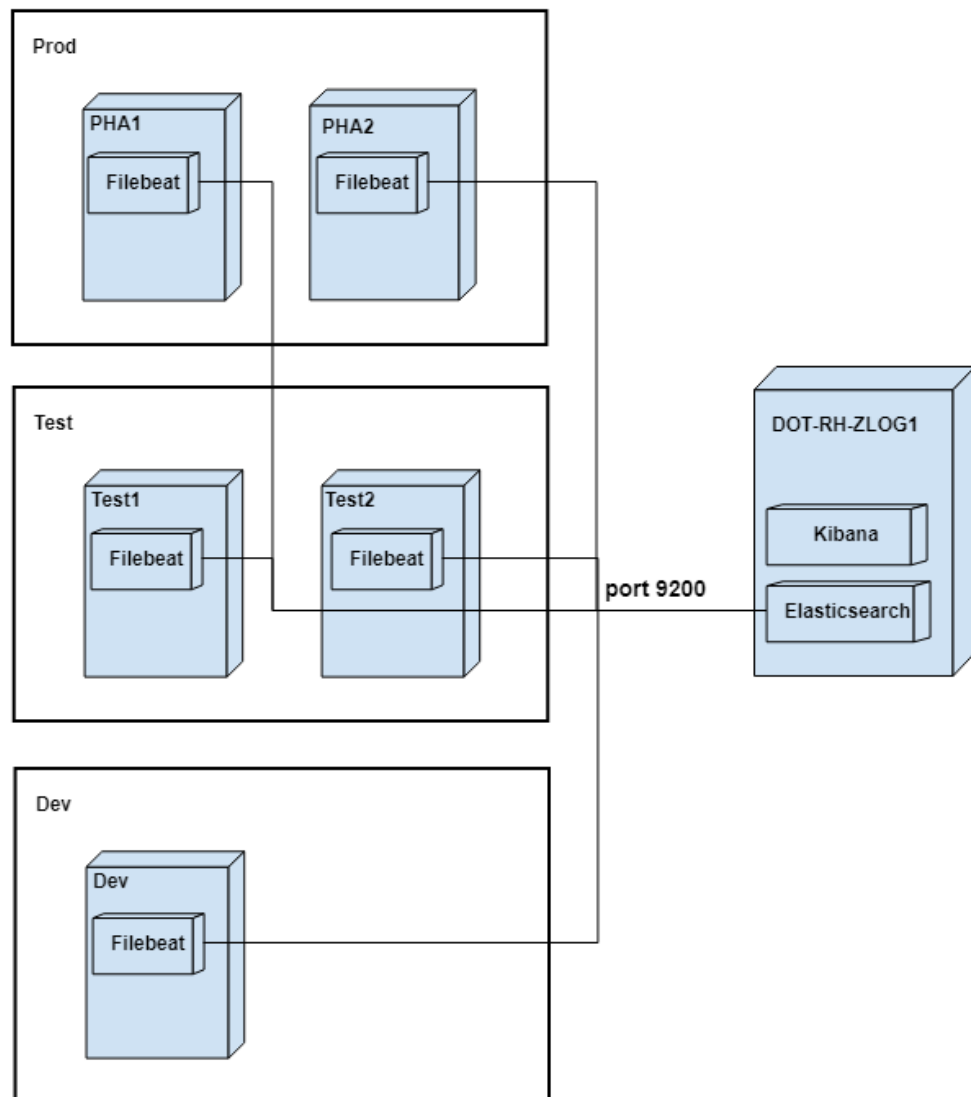 Prod
PHA1
Filebeat
PHA2
Filebeat
Test
Test1
Filebeat
Test2
Filebeat
port 9200
DOT-RH-ZLOG1
Kibana
Elasticsearch
Dev
Dev
Filebeat